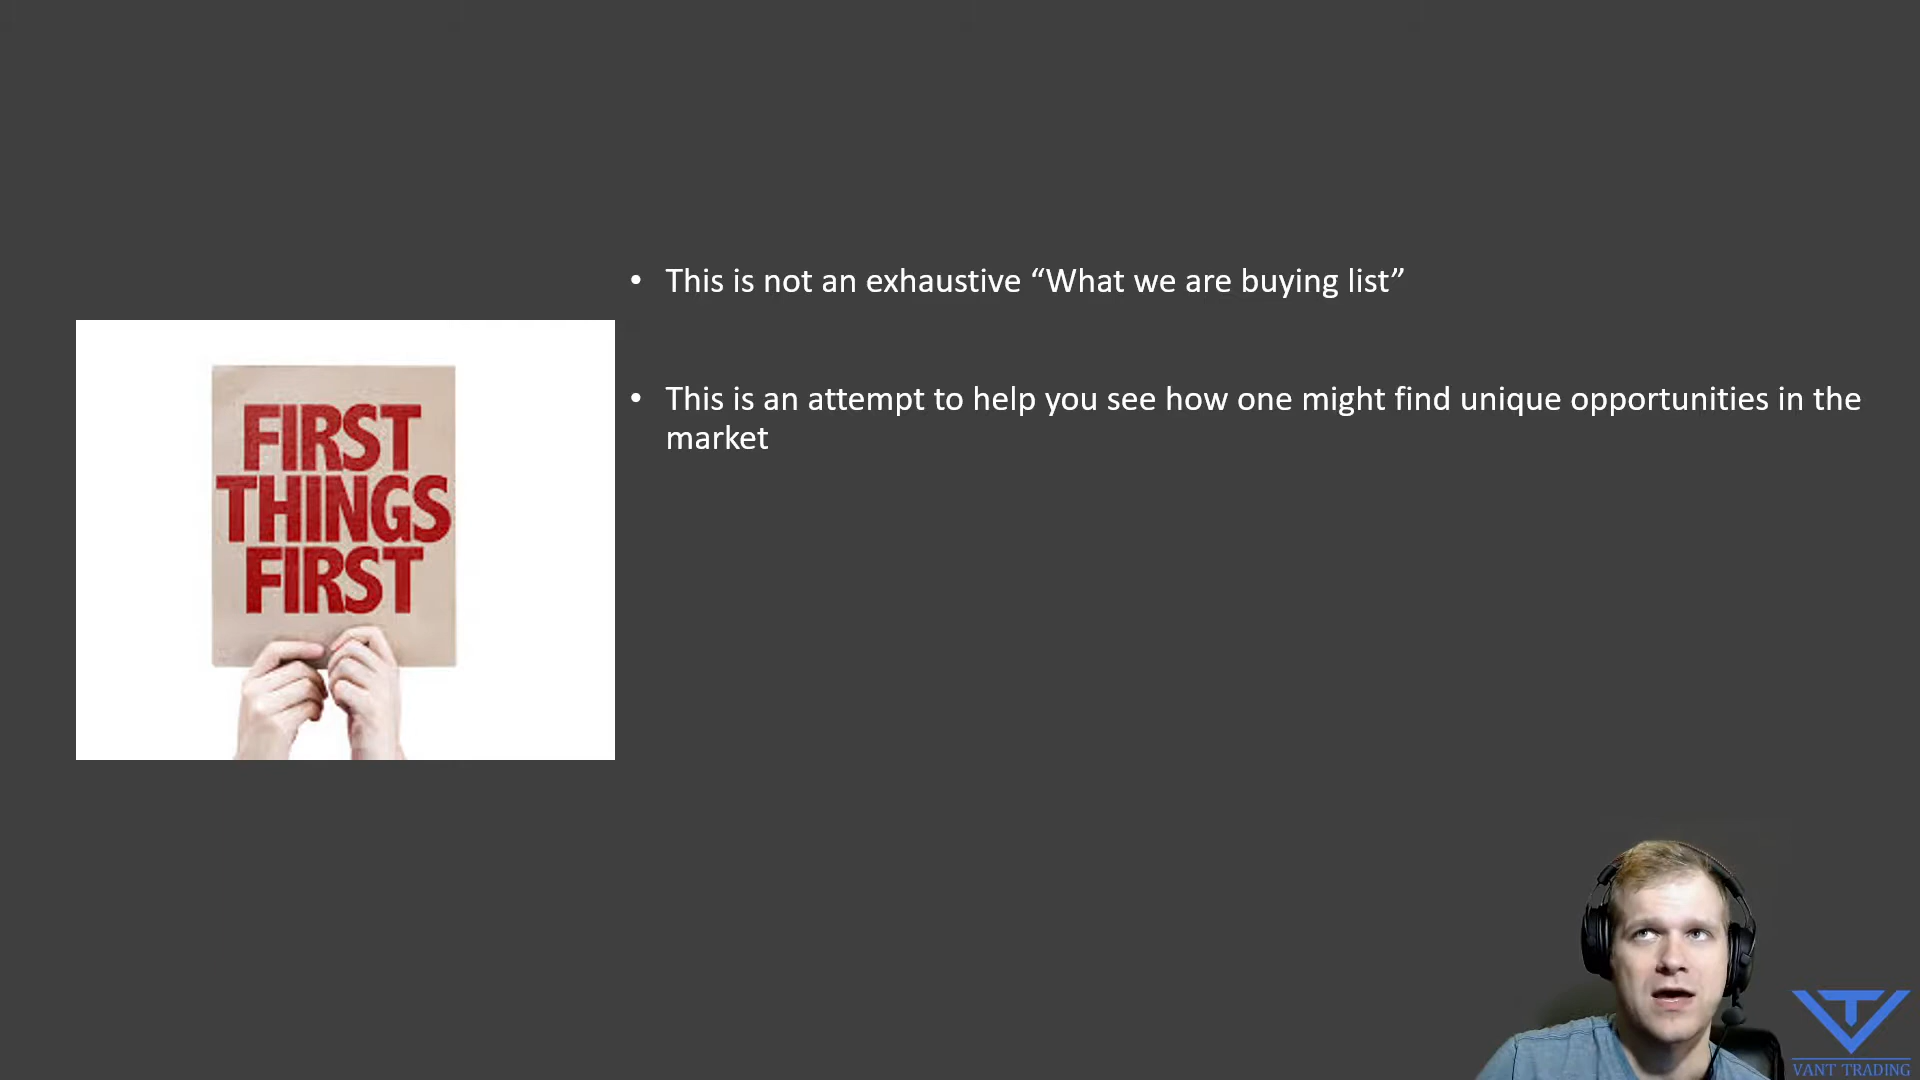 • This is not an exhaustive “What we are buying list”
• This is an attempt to help you see how one might find unique opportunities in the
market
FIRST
THINGS
FIRST
VANT TRADING